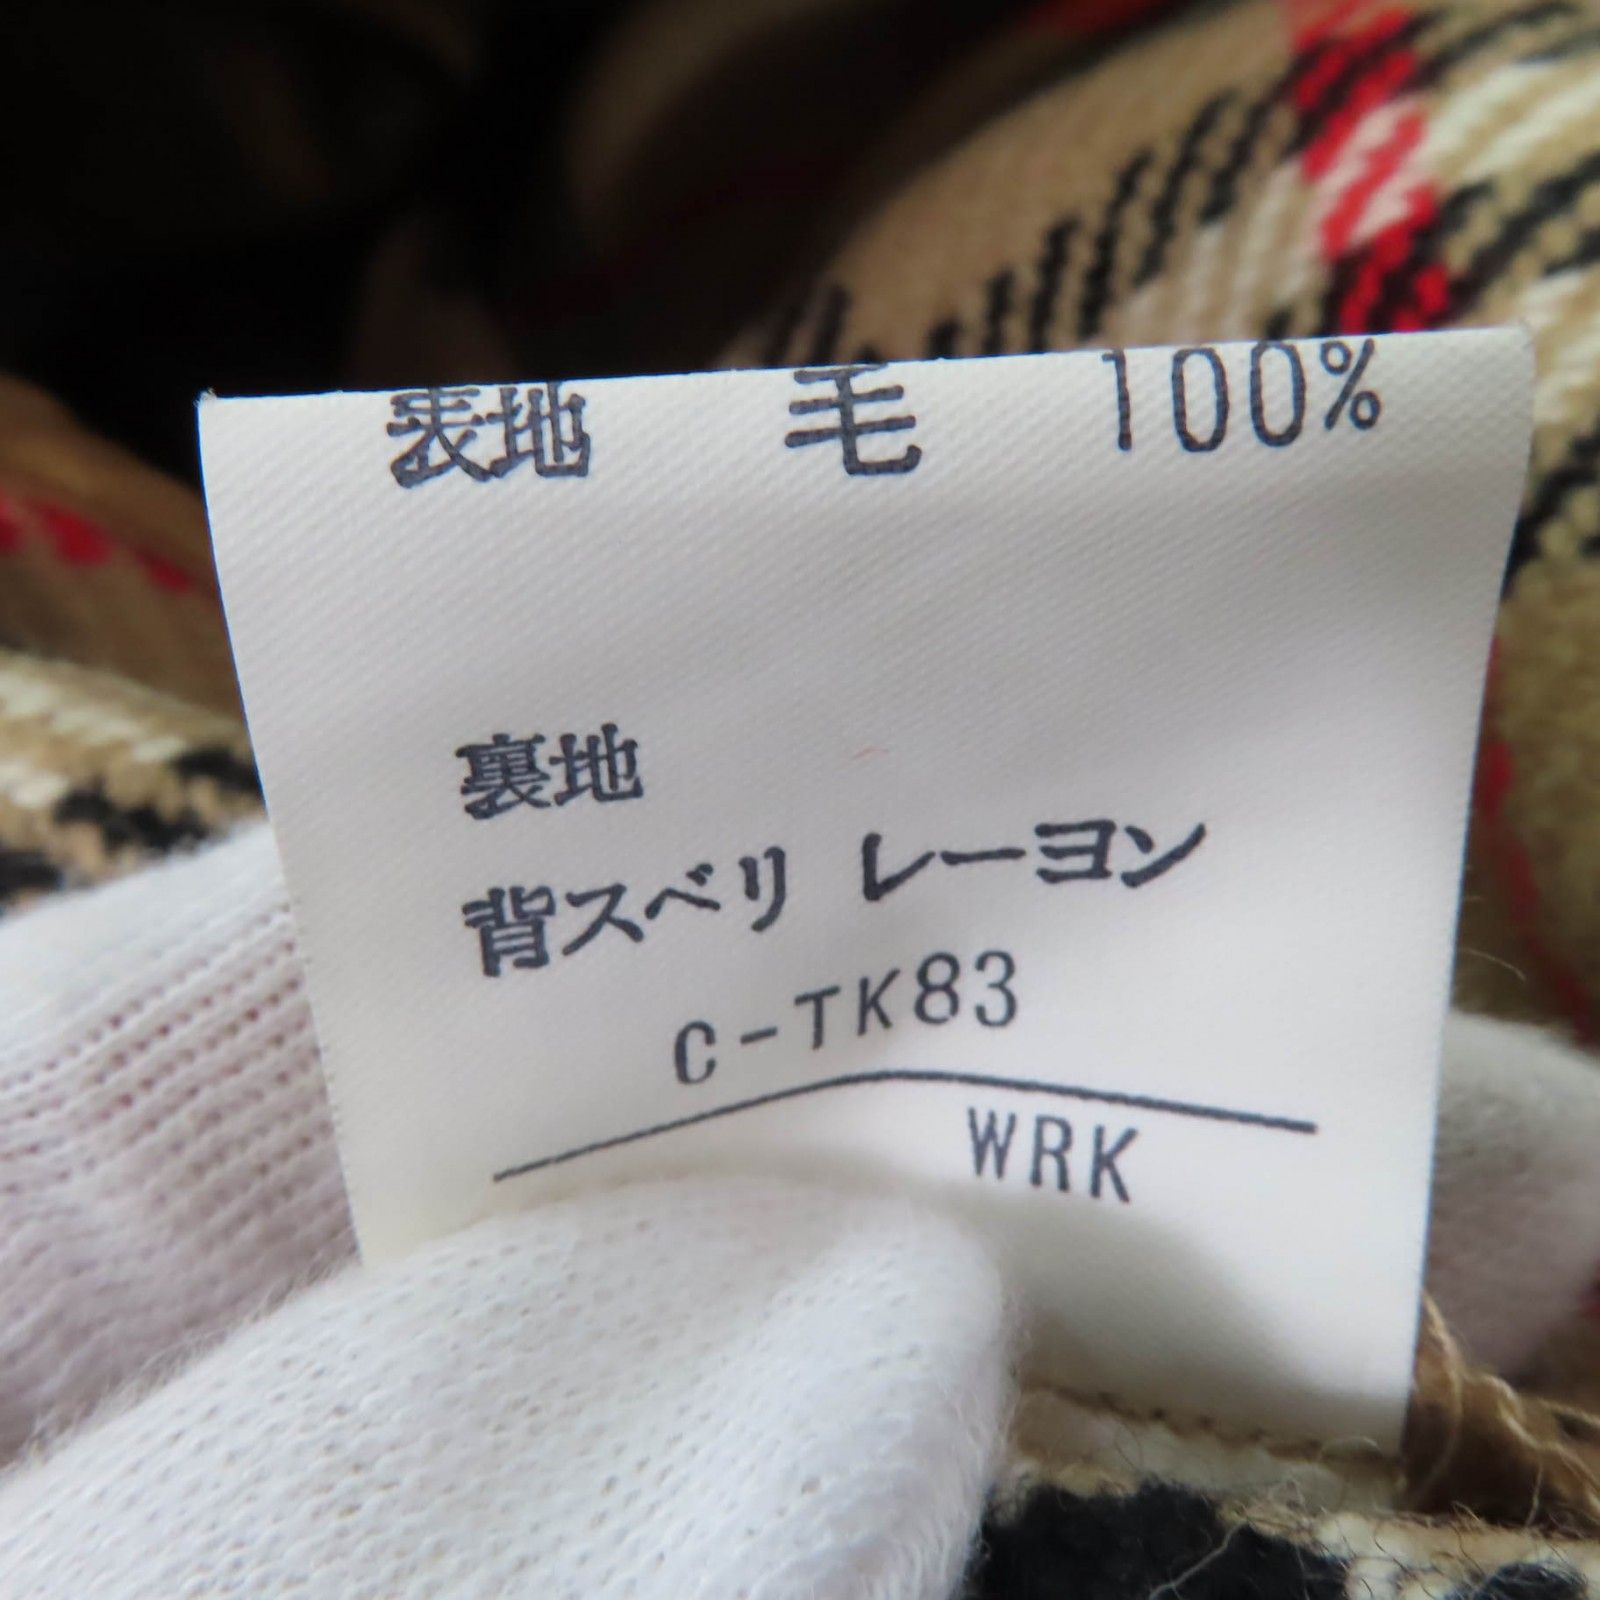 表地 毛 100%
裏地
背スベリ レーヨン
C-TK83
WRK